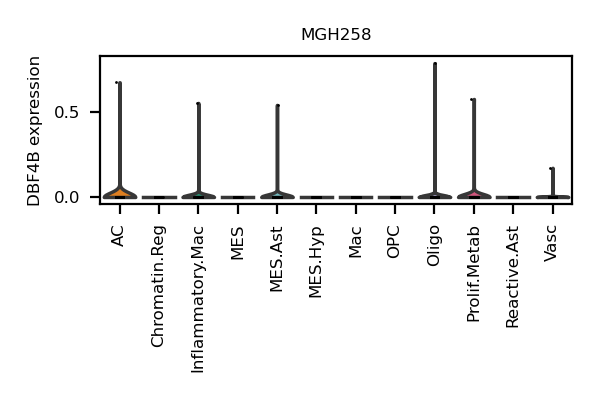 MGH258
DBF4B expression
0.5
0.0
AC
Chromatin.Reg
Inflammatory.Mac
MES
MES.Ast
MES.Hyp
Mac
OPC
Oligo
Prolif.Metab
Reactive.Ast
Vasc